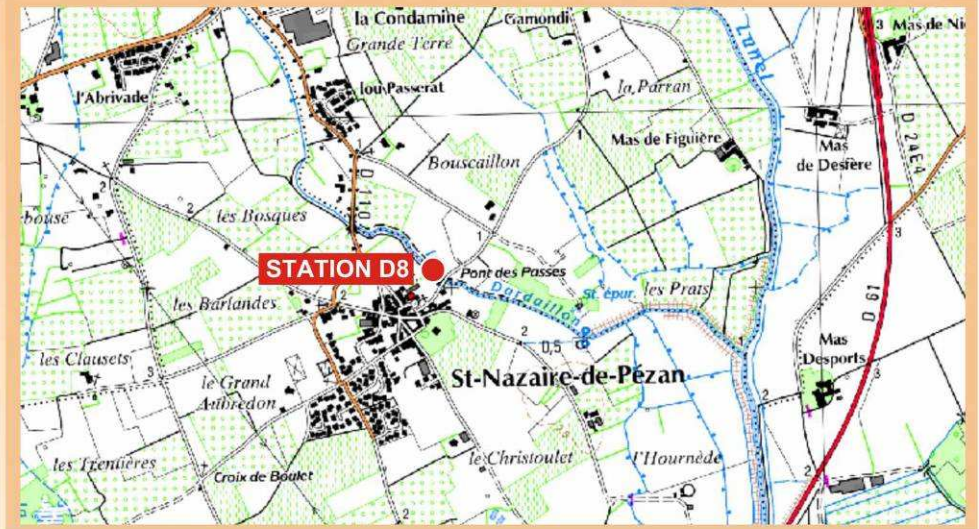 la Condamine
Gamondi
Grande Terre
3 Mas de Ni
l'Abrivade
lou Passerat
la Parran
Mas de Figuière
Mas
de Desfère
D 24E4
Bouscaillon
D 110
les Bosques
STATION D8
Pont des Passes
Dardaillon
St. épur.
les Prats
D 61
les Barlandes
les Clausets
2
0,5
Mas
Desports
3
St-Nazaire-de-Pézan
le Grand
Aubredon
les Trentières
Croix de Boulet
le Christoulet
l'Hournède